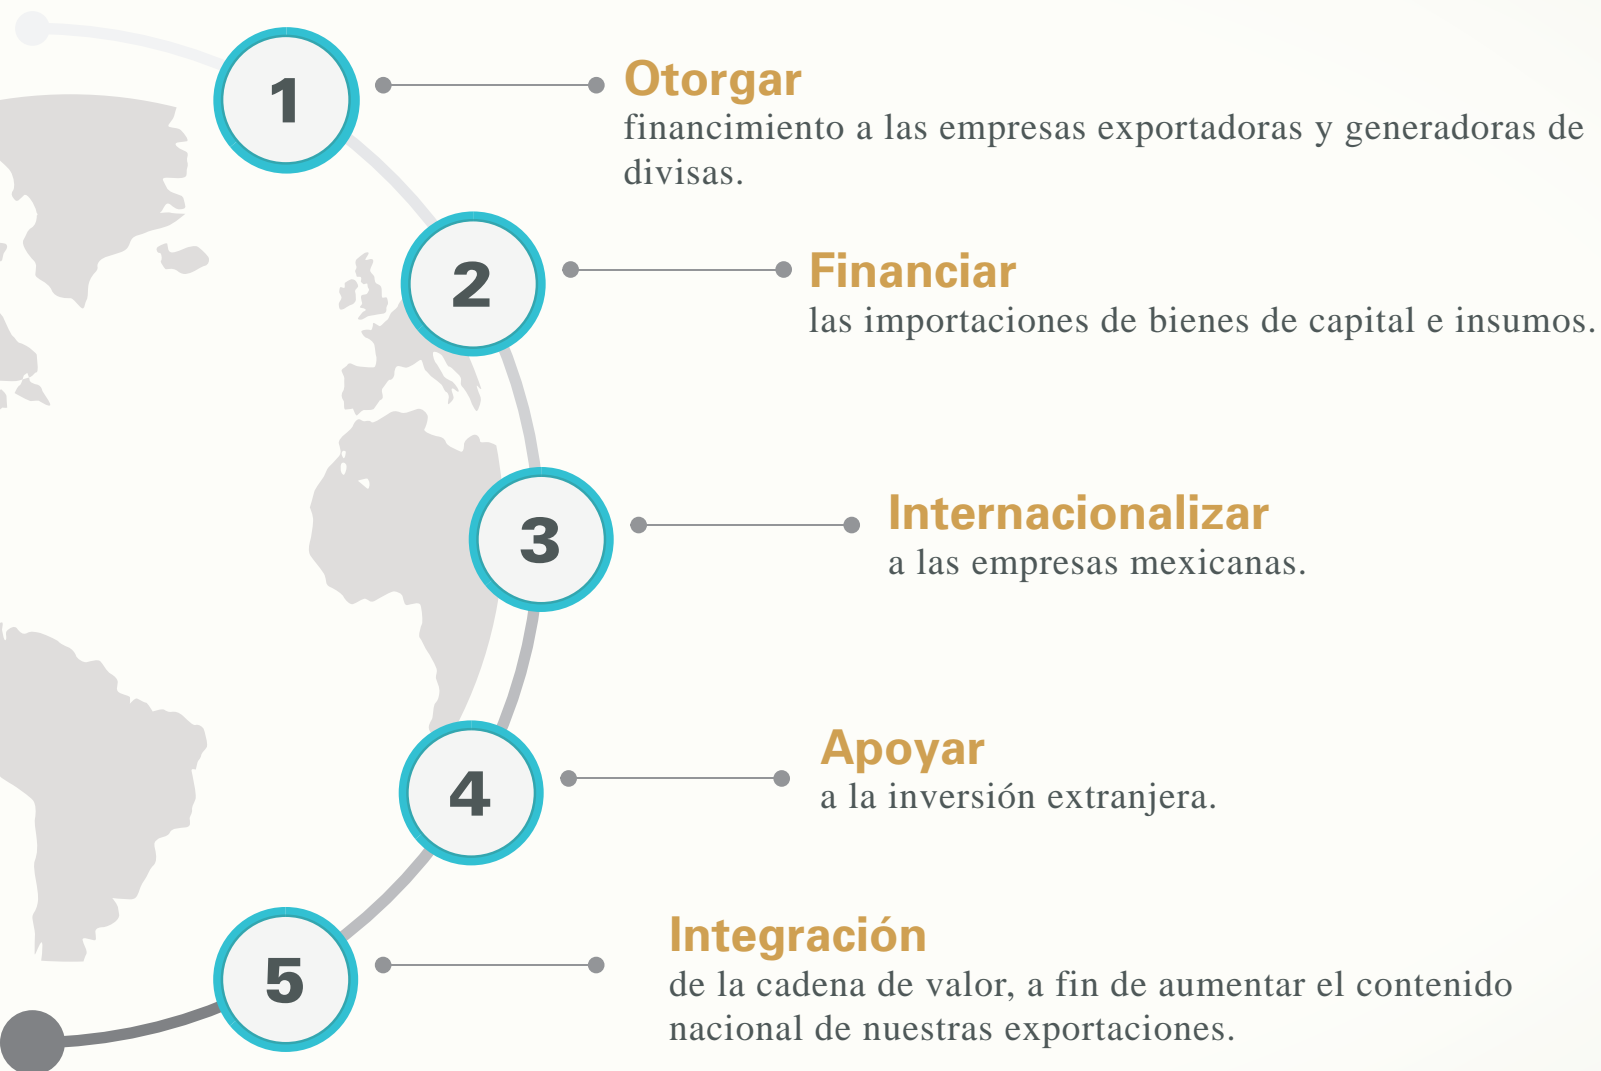 1
Otorgar
financimiento a las empresas exportadoras y generadoras de
divisas.
2
Financiar
las importaciones de bienes de capital e insumos.
3
Internacionalizar
a las empresas mexicanas.
4
Apoyar
a la inversión extranjera.
5
Integración
de la cadena de valor, a fin de aumentar el contenido
nacional de nuestras exportaciones.